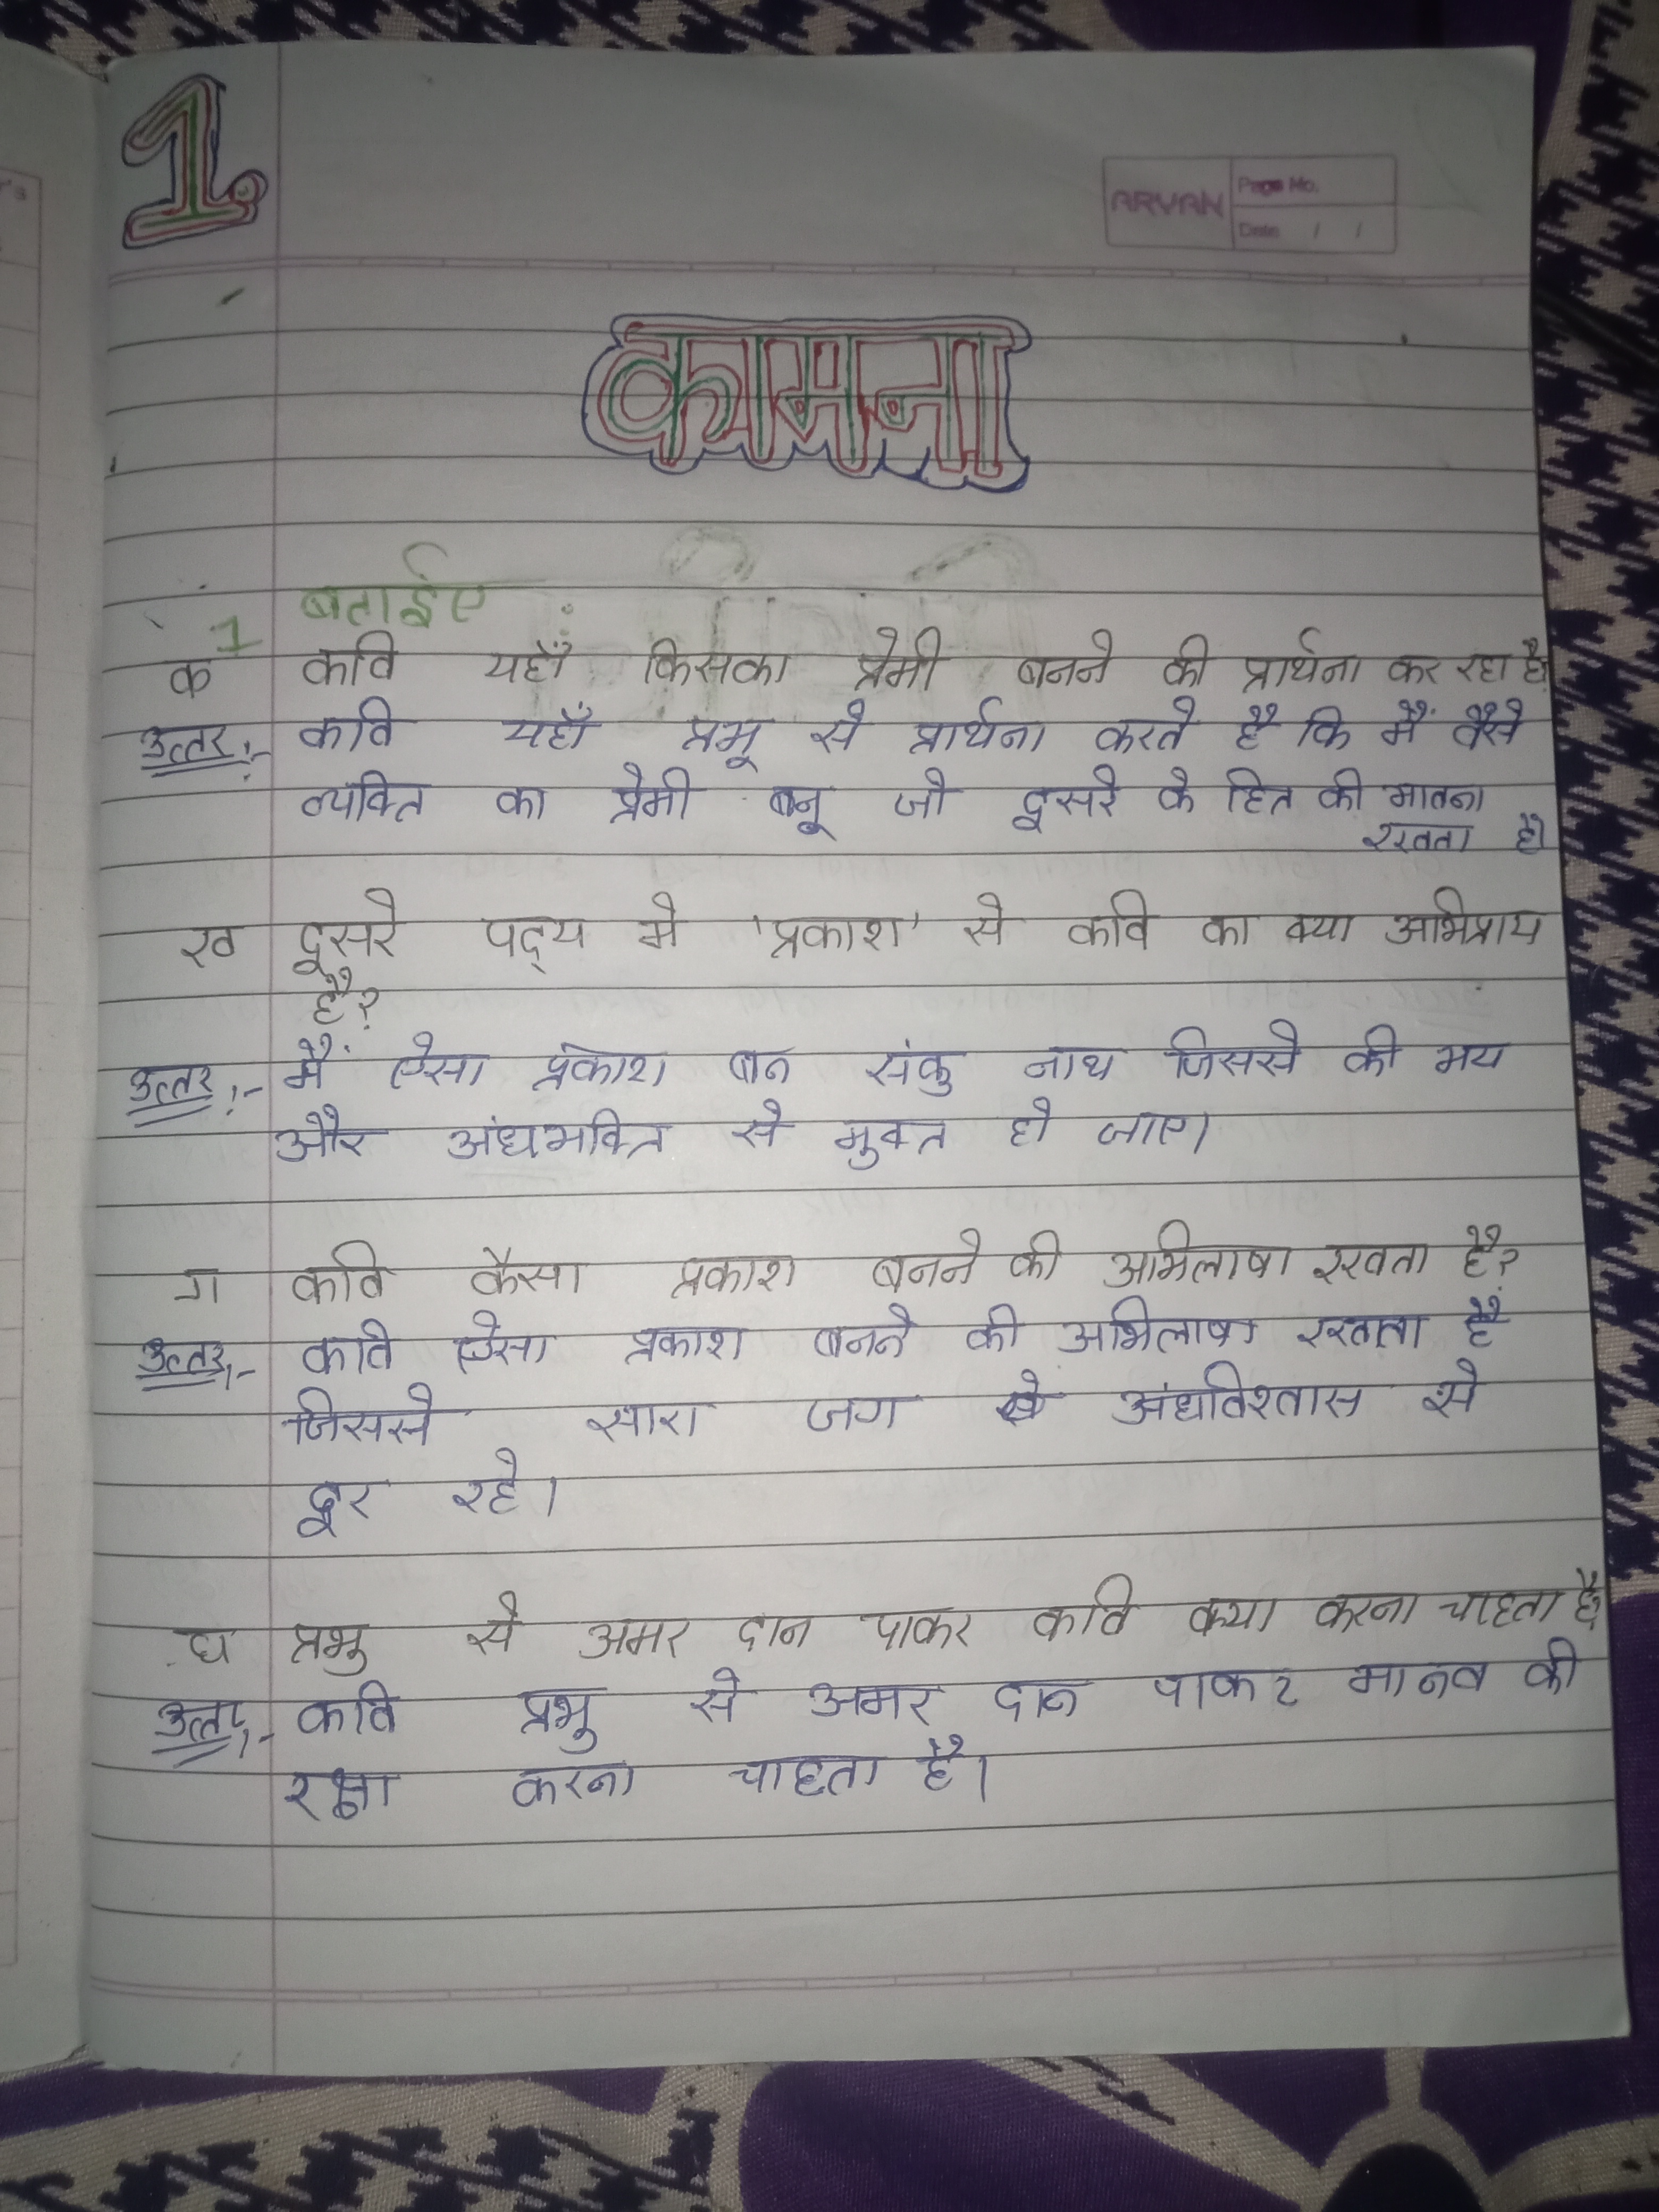 1.
ARYAN
Page No.
Date / /
कामना
1 बताईए
क कवि यहाँ किसका प्रेमी बनने की प्रार्थना कर रहा है?
उत्तर:- कवि यहाँ प्रभू से प्रार्थना करते है कि मैं वैसे
व्यक्ति का प्रेमी बनू जो दूसरे के हित की भावना
रखता हो
ख दूसरे पद्य मे 'प्रकाश' से कवि का क्या अभिप्राय
है?
उत्तर:- मैं ऐसा प्रकाश बन संकु नाथ जिससे की भय
और अंधभक्ति से मुक्त हो जाए।
ग कवि कैसा प्रकाश बनने की अभिलाषा रखता है?
उत्तर:- कवि ऐसा प्रकाश बनने की अभिलाषा रखता है
जिससे सारा जग अंधविश्वास से
दूर रहे।
घ प्रभु से अमर दान पाकर कवि क्या करना चाहता है?
उत्तर:- कवि प्रभु से अमर दान पाकर मानव की
रक्षा करना चाहता है।